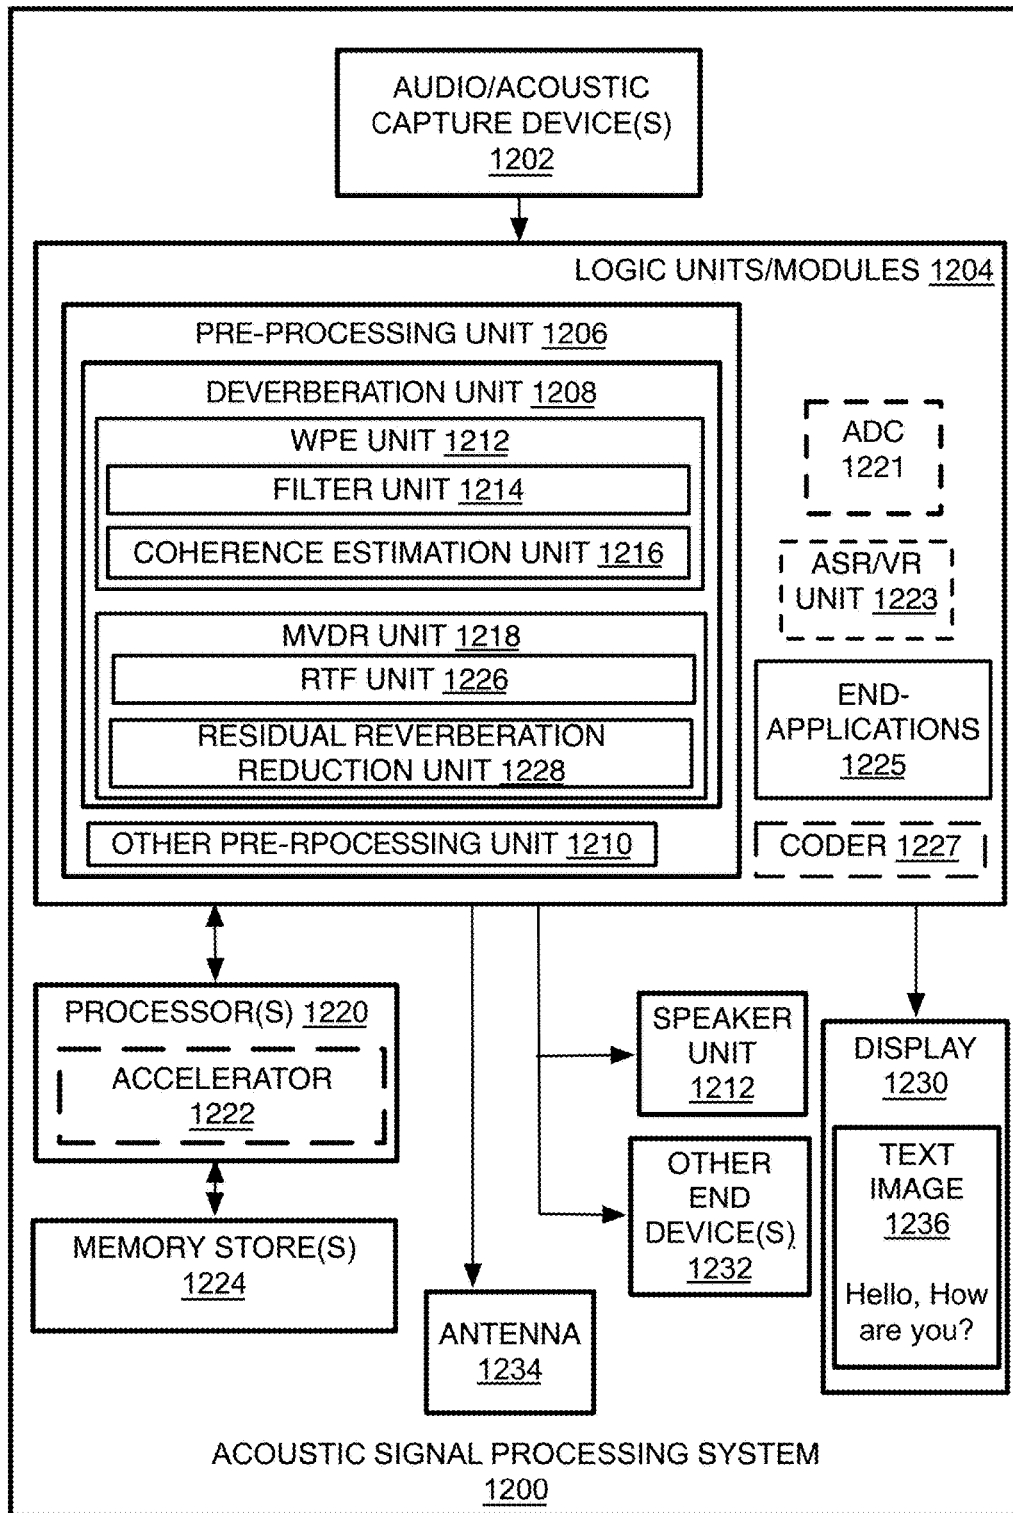 AUDIO/ACOUSTIC
CAPTURE DEVICE(S)
1202
LOGIC UNITS/MODULES 1204
PRE-PROCESSING UNIT 1206
DEVERBERATION UNIT 1208
WPE UNIT 1212
FILTER UNIT 1214
COHERENCE ESTIMATION UNIT 1216
MVDR UNIT 1218
RTF UNIT 1226
RESIDUAL REVERBERATION
REDUCTION UNIT 1228
OTHER PRE-RPOCESSING UNIT 1210
ADC
1221
ASR/VR
UNIT 1223
END-
APPLICATIONS
1225
CODER 1227
PROCESSOR(S) 1220
ACCELERATOR
1222
MEMORY STORE(S)
1224
ANTENNA
1234
SPEAKER
UNIT
1212
OTHER
END
DEVICE(S)
1232
DISPLAY
1230
TEXT
IMAGE
1236
Hello, How
are you?
ACOUSTIC SIGNAL PROCESSING SYSTEM
1200